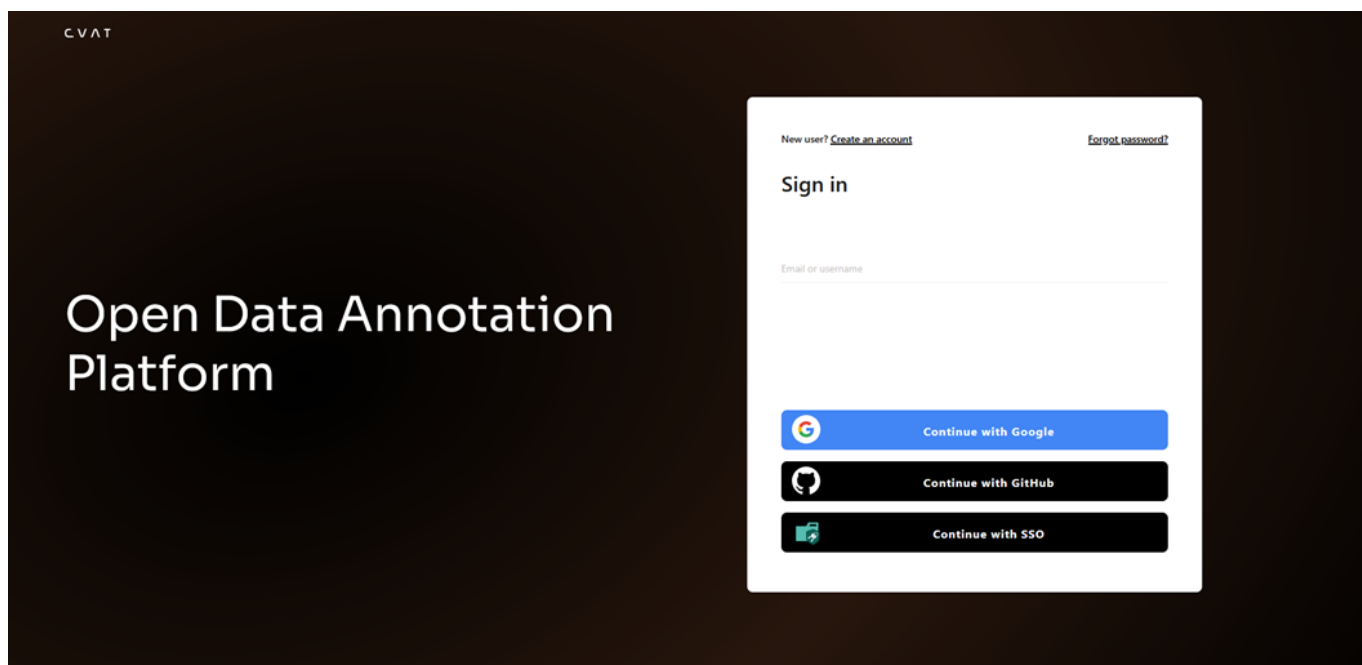 CVAT
New user? Create an account
Forgot password?
Sign in
Email or username
Open Data Annotation
Platform
Continue with Google
Continue with GitHub
Continue with SSO